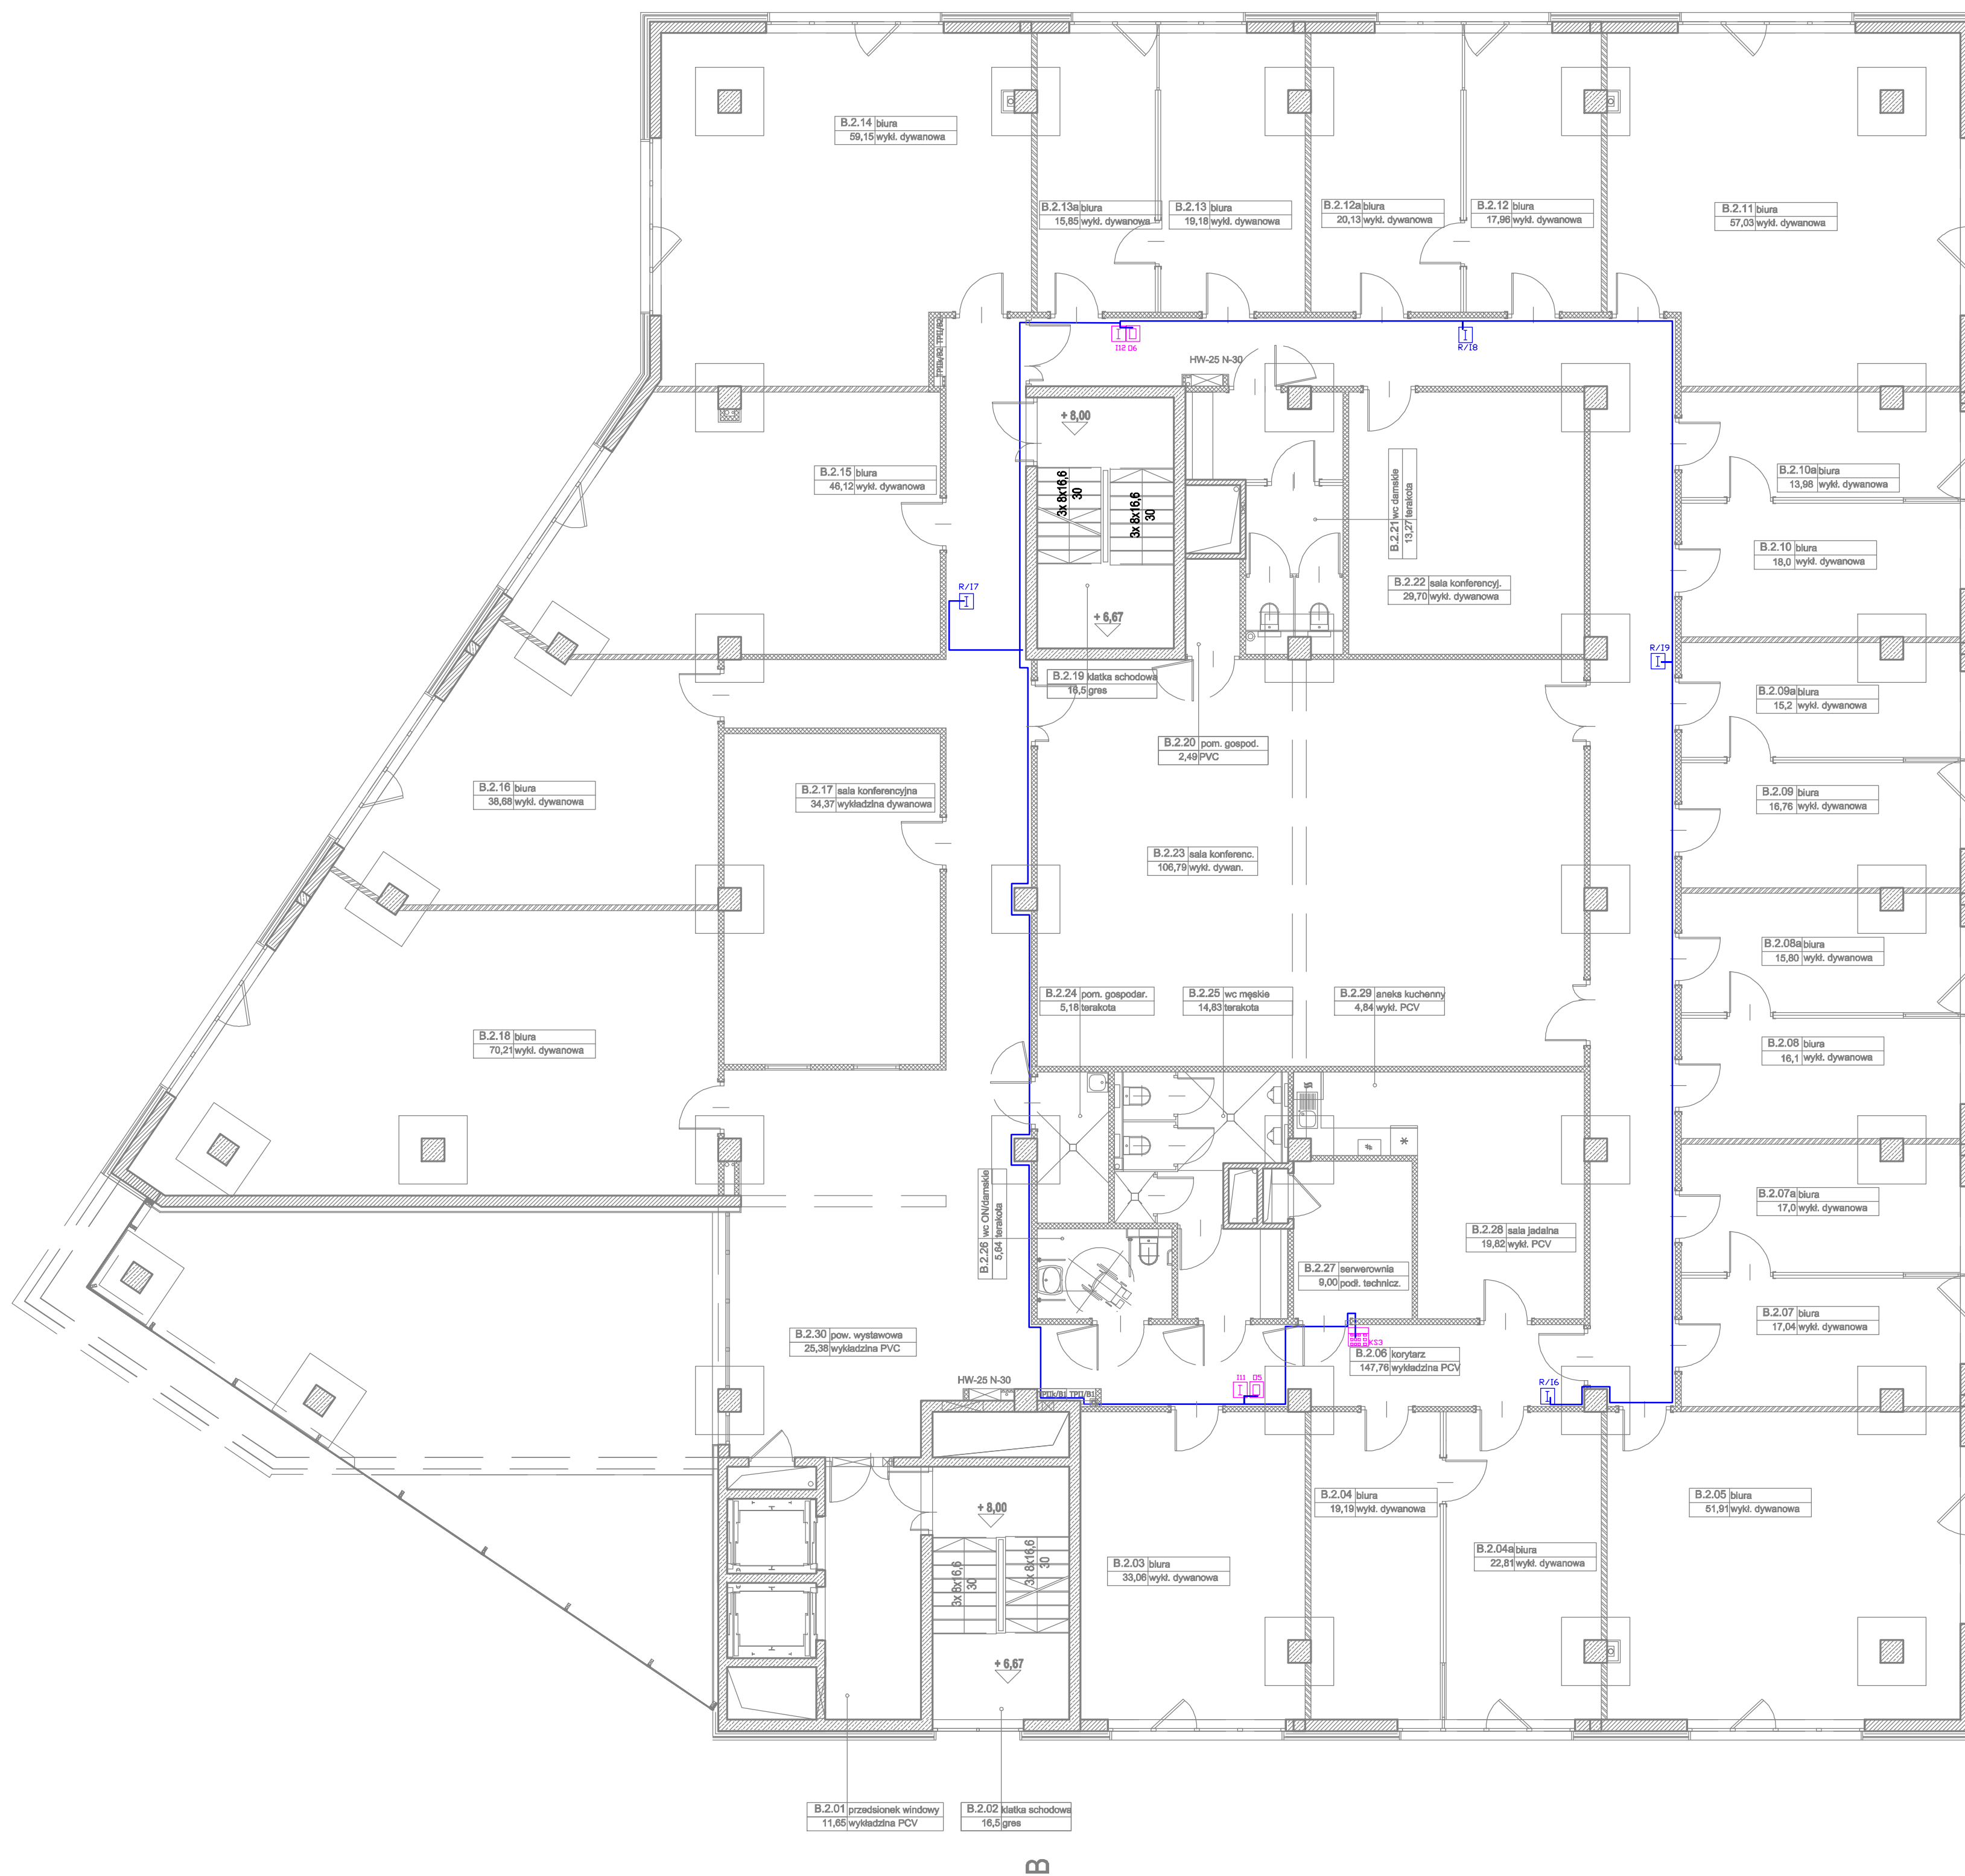 B.2.14 biura
59,15 wykł. dywanowa
B.2.13a biura
15,85 wykł. dywanowa
B.2.13 biura
19,18 wykł. dywanowa
B.2.12a biura
20,13 wykł. dywanowa
B.2.12 biura
17,96 wykł. dywanowa
B.2.11 biura
57,03 wykł. dywanowa
TPIIk/B2 TPII/B2
I12 D6
R/I8
HW-25 N-30
+ 8,00
3x 8x16,6
30
3x 8x16,6
30
+ 6,67
B.2.15 biura
46,12 wykł. dywanowa
B.2.21 wc damskie
13,27 terakota
B.2.10a biura
13,98 wykł. dywanowa
B.2.10 biura
18,0 wykł. dywanowa
B.2.22 sala konferencyj.
29,70 wykł. dywanowa
R/I7
R/I9
B.2.19 klatka schodowa
16,5 gres
B.2.09a biura
15,2 wykł. dywanowa
B.2.20 pom. gospod.
2,49 PVC
B.2.16 biura
38,68 wykł. dywanowa
B.2.17 sala konferencyjna
34,37 wykładzina dywanowa
B.2.09 biura
16,76 wykł. dywanowa
B.2.23 sala konferenc.
106,79 wykł. dywan.
B.2.08a biura
15,80 wykł. dywanowa
B.2.24 pom. gospodar.
5,18 terakota
B.2.25 wc męskie
14,83 terakota
B.2.29 aneks kuchenny
4,84 wykł. PCV
B.2.18 biura
70,21 wykł. dywanowa
B.2.08 biura
16,1 wykł. dywanowa
B.2.26 wc ON/damskie
5,64 terakota
B.2.07a biura
17,0 wykł. dywanowa
B.2.28 sala jadalna
19,82 wykł. PCV
B.2.27 serwerownia
9,00 podł. technicz.
B.2.07 biura
17,04 wykł. dywanowa
B.2.30 pow. wystawowa
25,38 wykładzina PVC
KS3
B.2.06 korytarz
147,76 wykładzina PCV
HW-25 N-30
TPIIk/B1 TPII/B1
I11 D5
R/I6
B.2.04 biura
19,19 wykł. dywanowa
B.2.05 biura
51,91 wykł. dywanowa
+ 8,00
3x 8x16,6
30
3x 8x16,6
30
+ 6,67
B.2.03 biura
33,06 wykł. dywanowa
B.2.04a biura
22,81 wykł. dywanowa
B.2.01 przedsionek windowy
11,65 wykładzina PCV
B.2.02 klatka schodowa
16,5 gres
B